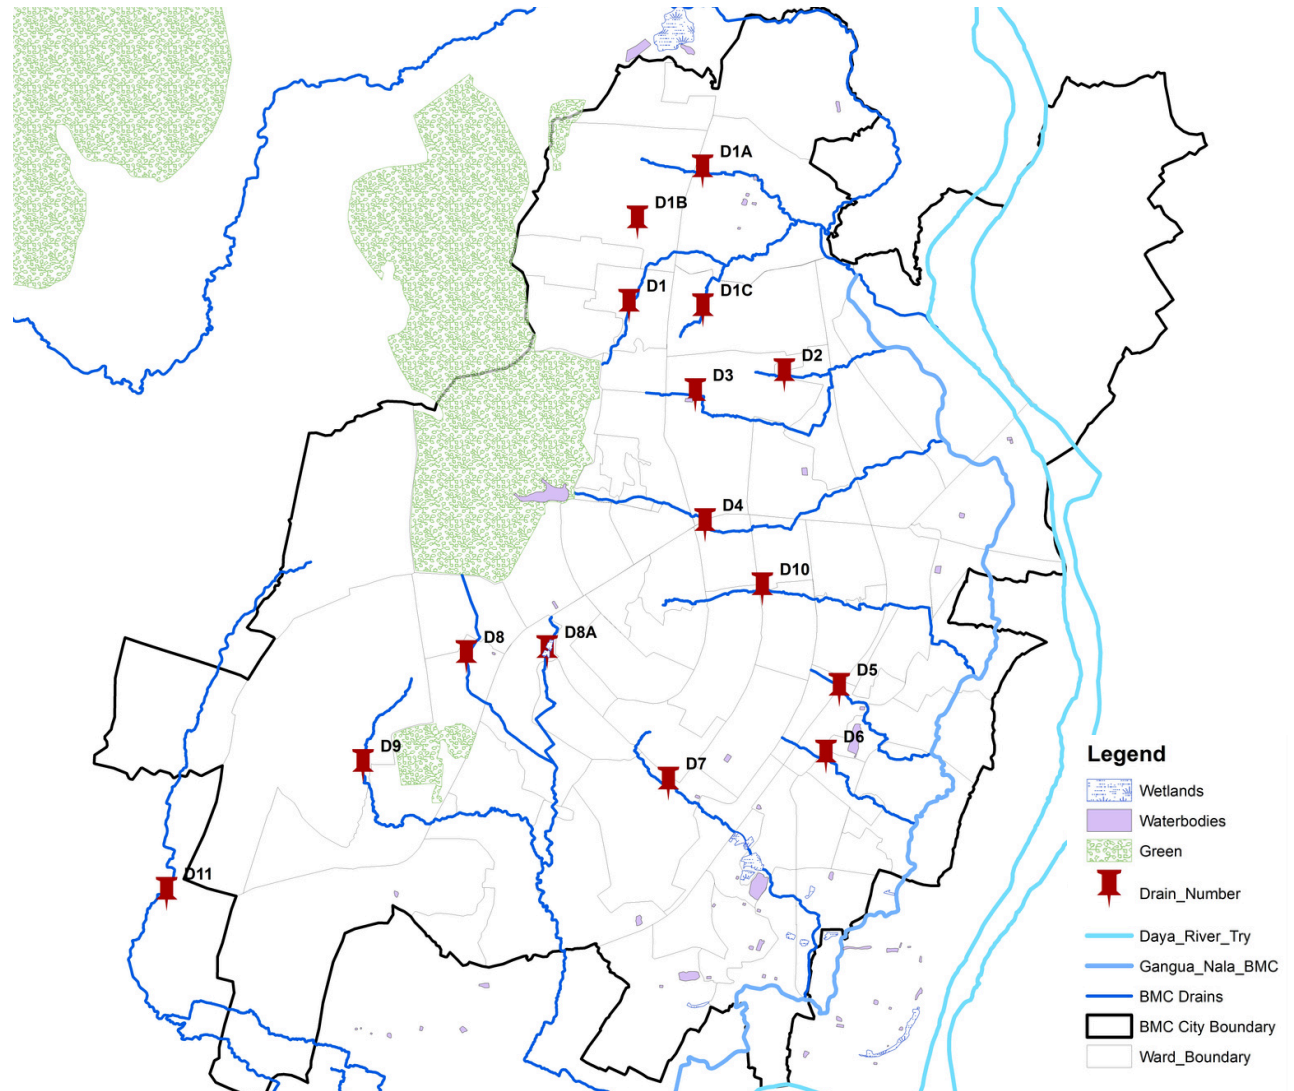 D1A
D1B
D1
D1C
D2
D3
D4
D10
D8
D8A
D5
D6
D9
D7
D11
Legend
Wetlands
Waterbodies
Green
Drain_Number
Daya_River_Try
Gangua_Nala_BMC
BMC Drains
BMC City Boundary
Ward_Boundary